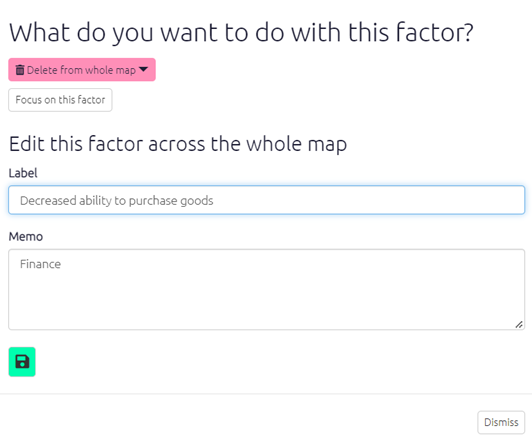 What do you want to do with this factor?
Delete from whole map
Focus on this factor
Edit this factor across the whole map
Label
Decreased ability to purchase goods
Memo
Finance
Dismiss